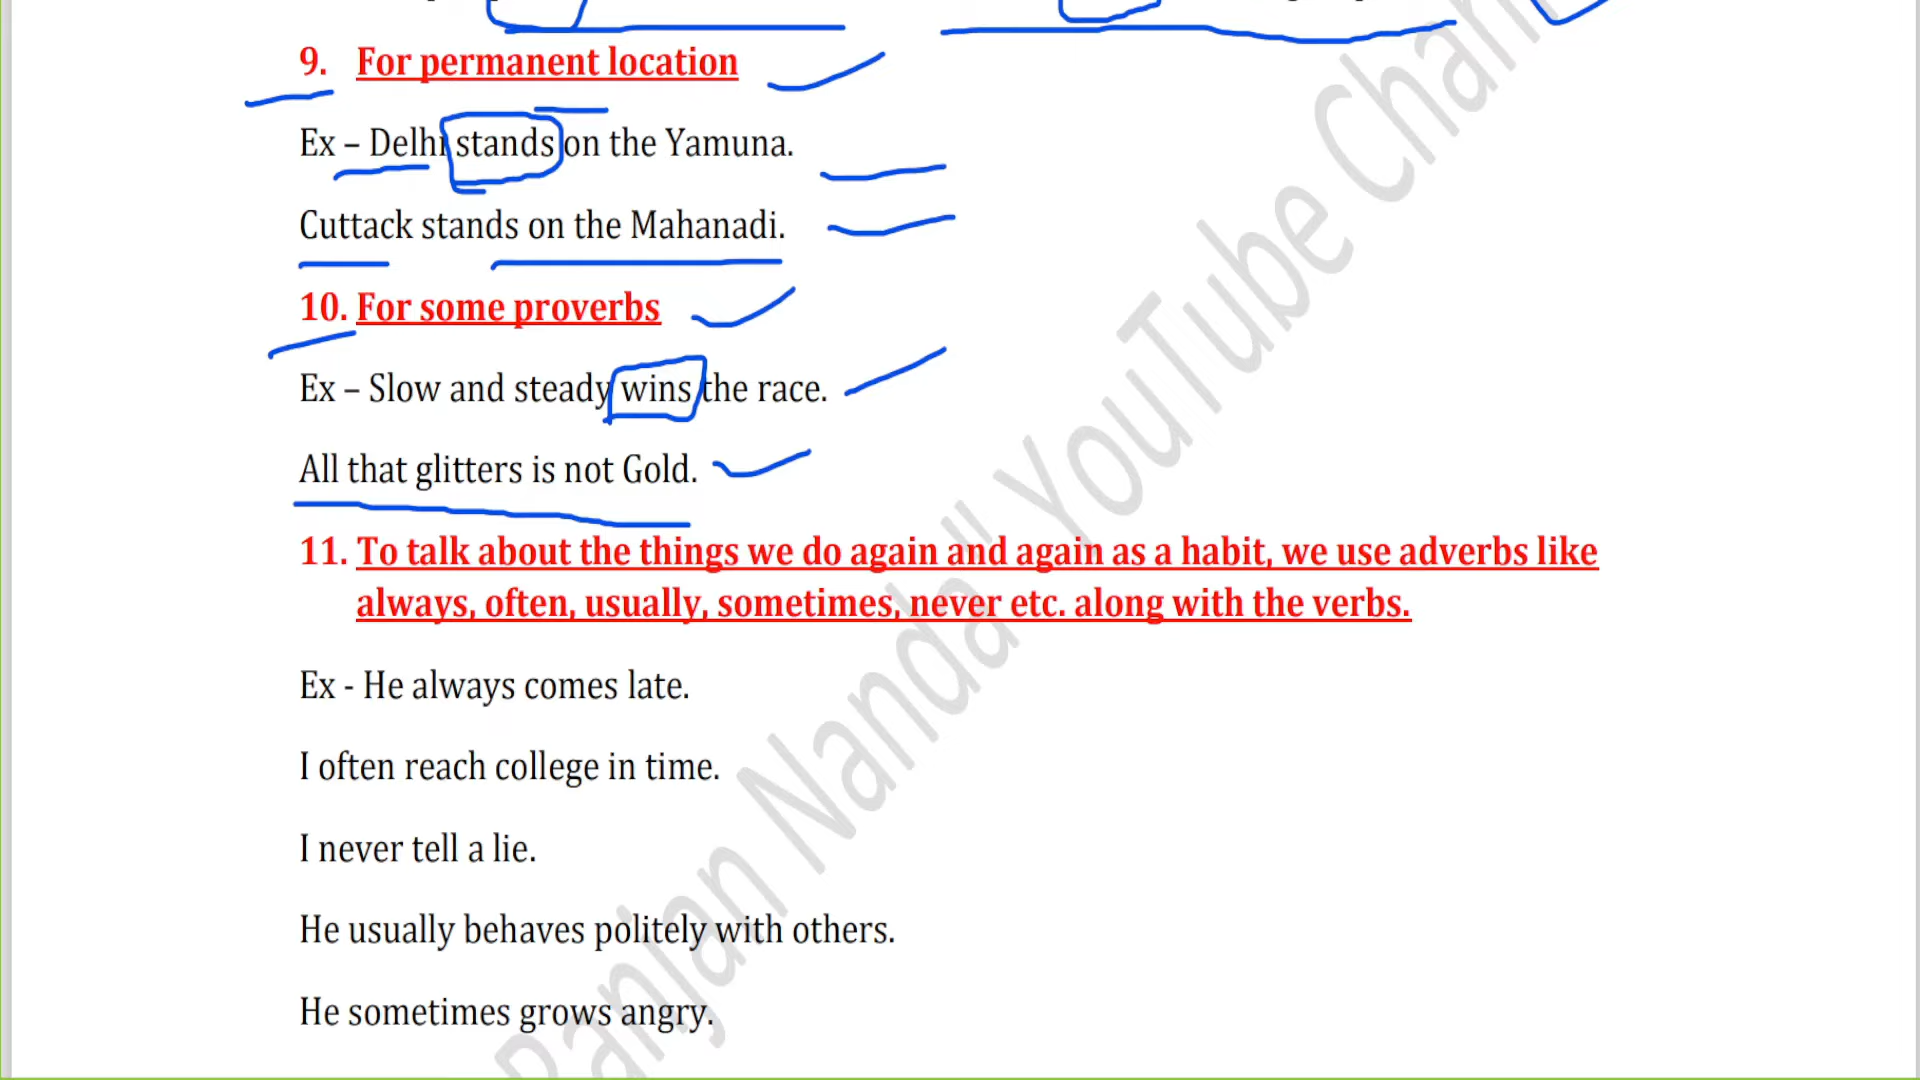 9. For permanent location
Ex – Delhi stands on the Yamuna.
Cuttack stands on the Mahanadi.
10. For some proverbs
Ex – Slow and steady wins the race.
All that glitters is not Gold.
11. To talk about the things we do again and again as a habit, we use adverbs like
always, often, usually, sometimes, never etc. along with the verbs.
Ex - He always comes late.
I often reach college in time.
I never tell a lie.
He usually behaves politely with others.
He sometimes grows angry.
Ranjan Nanda" YouTube